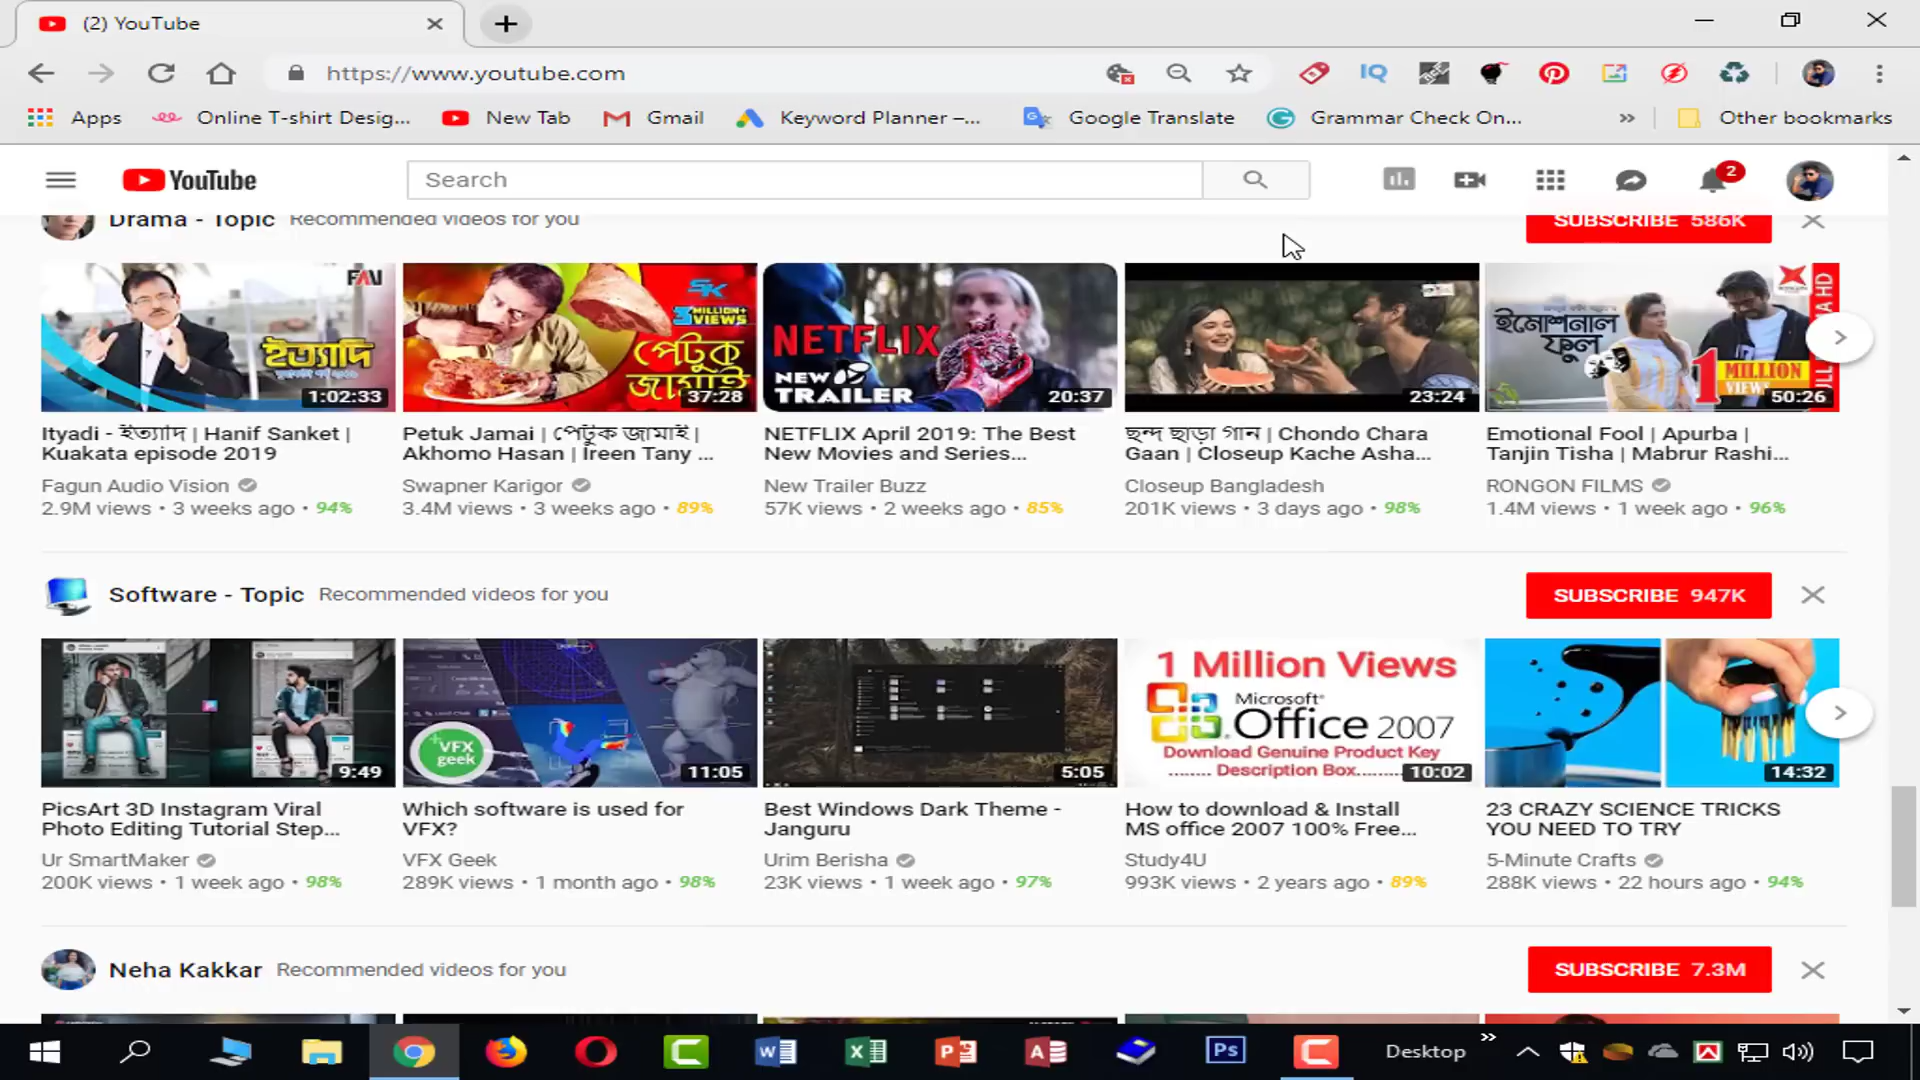 (2) YouTube
https://www.youtube.com
Apps Online T-shirt Desig... New Tab Gmail Keyword Planner –... Google Translate Grammar Check On... » Other bookmarks
YouTube Search 2
Drama - Topic Recommended videos for you SUBSCRIBE 586K
ইত্যাদি 1:02:33
3 MILLION+ VIEWS পেটুক জামাই 37:28
NETFLIX NEW TRAILER 20:37
23:24
ইমোশনাল ফুল 1 MILLION VIEWS FULL HD 50:26
Ityadi - ইত্যাদি | Hanif Sanket |
Kuakata episode 2019
Fagun Audio Vision
2.9M views • 3 weeks ago • 94%
Petuk Jamai | পেটুক জামাই |
Akhomo Hasan | Ireen Tany ...
Swapner Karigor
3.4M views • 3 weeks ago • 89%
NETFLIX April 2019: The Best
New Movies and Series...
New Trailer Buzz
57K views • 2 weeks ago • 85%
ছন্দ ছাড়া গান | Chondo Chara
Gaan | Closeup Kache Asha...
Closeup Bangladesh
201K views • 3 days ago • 98%
Emotional Fool | Apurba |
Tanjin Tisha | Mabrur Rashi...
RONGON FILMS
1.4M views • 1 week ago • 96%
Software - Topic Recommended videos for you SUBSCRIBE 947K
9:49
VFX geek 11:05
5:05
1 Million Views
Microsoft®
Office 2007
Download Genuine Product Key
........ Description Box........ 10:02
14:32
PicsArt 3D Instagram Viral
Photo Editing Tutorial Step...
Ur SmartMaker
200K views • 1 week ago • 98%
Which software is used for
VFX?
VFX Geek
289K views • 1 month ago • 98%
Best Windows Dark Theme -
Janguru
Urim Berisha
23K views • 1 week ago • 97%
How to download & Install
MS office 2007 100% Free...
Study4U
993K views • 2 years ago • 89%
23 CRAZY SCIENCE TRICKS
YOU NEED TO TRY
5-Minute Crafts
288K views • 22 hours ago • 94%
Neha Kakkar Recommended videos for you SUBSCRIBE 7.3M
Ps Desktop »